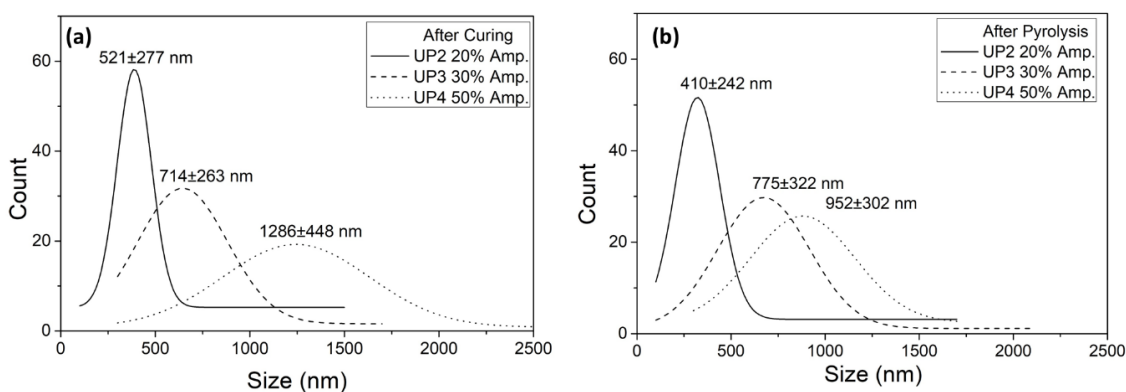 (a)
After Curing
UP2 20% Amp.
UP3 30% Amp.
UP4 50% Amp.
521±277 nm
714±263 nm
1286±448 nm
60
40
20
0
Count
0 500 1000 1500 2000 2500
Size (nm)
(b)
After Pyrolysis
UP2 20% Amp.
UP3 30% Amp.
UP4 50% Amp.
410±242 nm
775±322 nm
952±302 nm
60
40
20
0
Count
0 500 1000 1500 2000 2500
Size (nm)